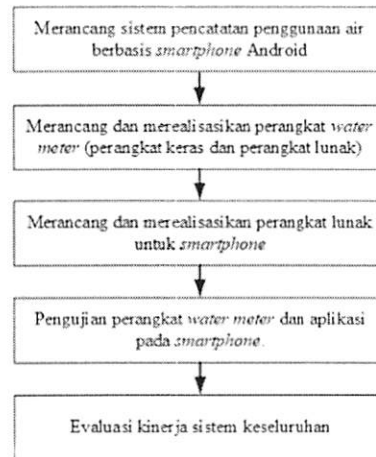 Merancang sistem pencatatan penggunaan air
berbasis smartphone Android
Merancang dan merealisasikan perangkat water
meter (perangkat keras dan perangkat lunak)
Merancang dan merealisasikan perangkat lunak
untuk smartphone
Pengujian perangkat water meter dan aplikasi
pada smartphone.
Evaluasi kinerja sistem keseluruhan